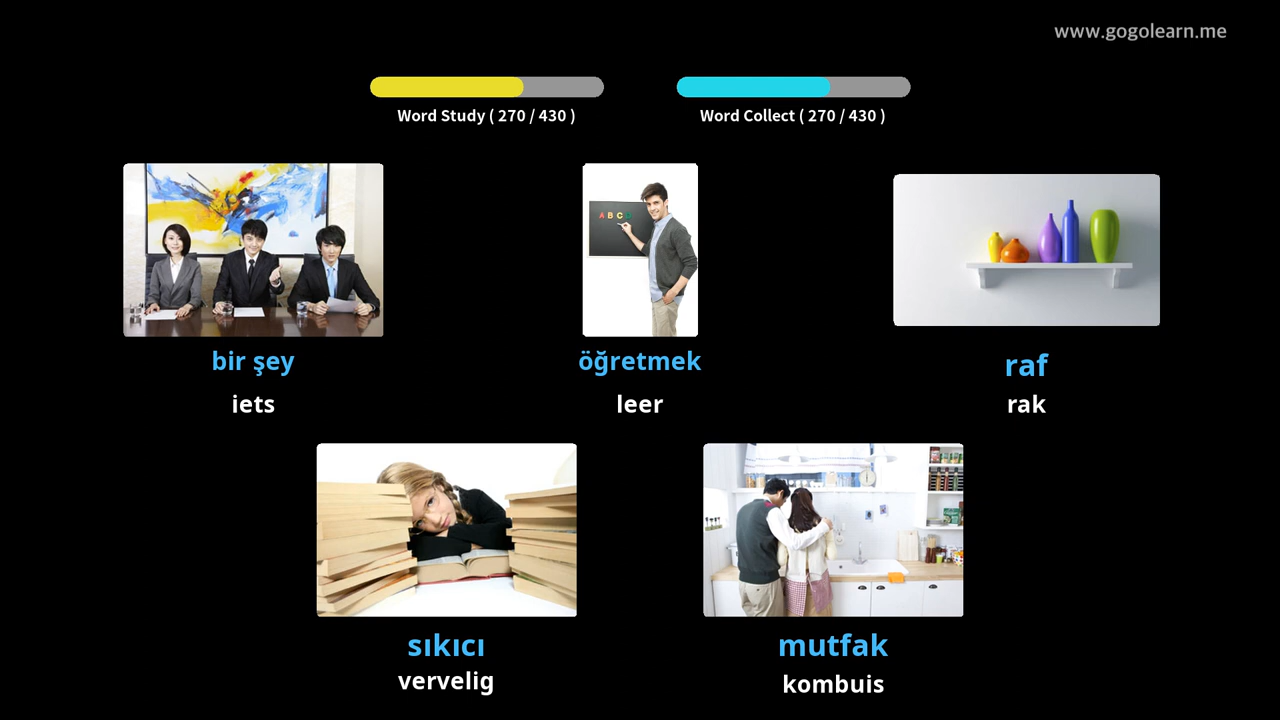 www.gogolearn.me
Word Study ( 270 / 430 )
Word Collect ( 270 / 430 )
A B C D
bir şey
öğretmek
raf
iets
leer
rak
sıkıcı
mutfak
vervelig
kombuis